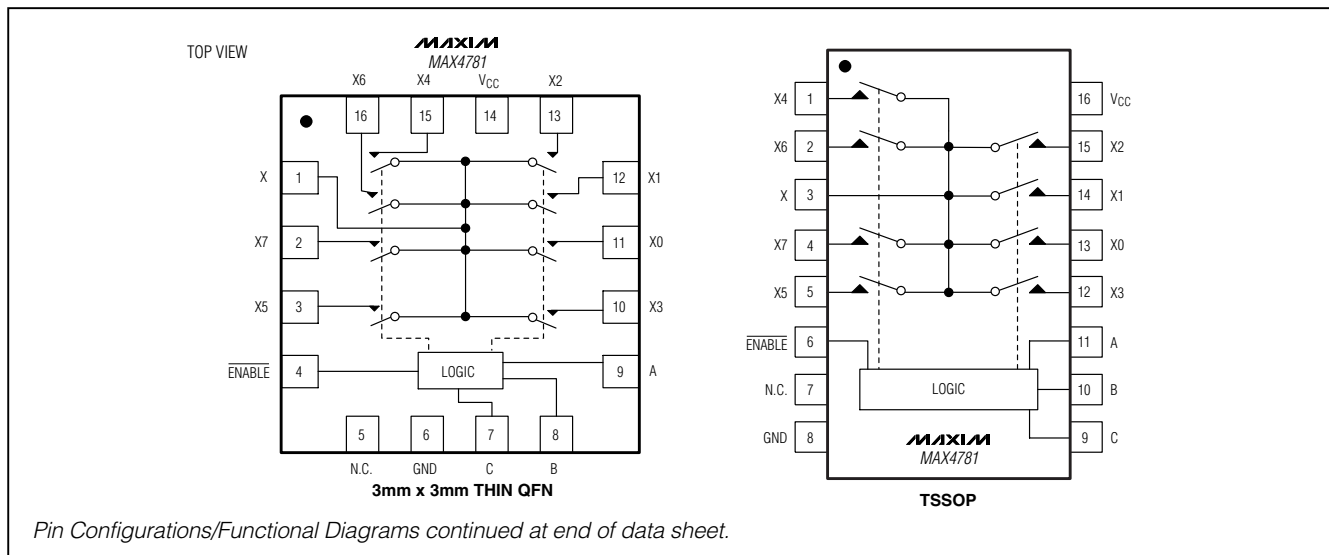 TOP VIEW
MAXIM
MAX4781
X6 X4 VCC X2
16 15 14 13
X 1
12 X1
X7 2
11 X0
X5 3
10 X3
ENABLE 4
LOGIC
9 A
5 6 7 8
N.C. GND C B
3mm x 3mm THIN QFN
X4 1
16 VCC
X6 2
15 X2
X 3
14 X1
X7 4
13 X0
X5 5
12 X3
ENABLE 6
11 A
N.C. 7
LOGIC
10 B
GND 8
9 C
MAXIM
MAX4781
TSSOP
Pin Configurations/Functional Diagrams continued at end of data sheet.